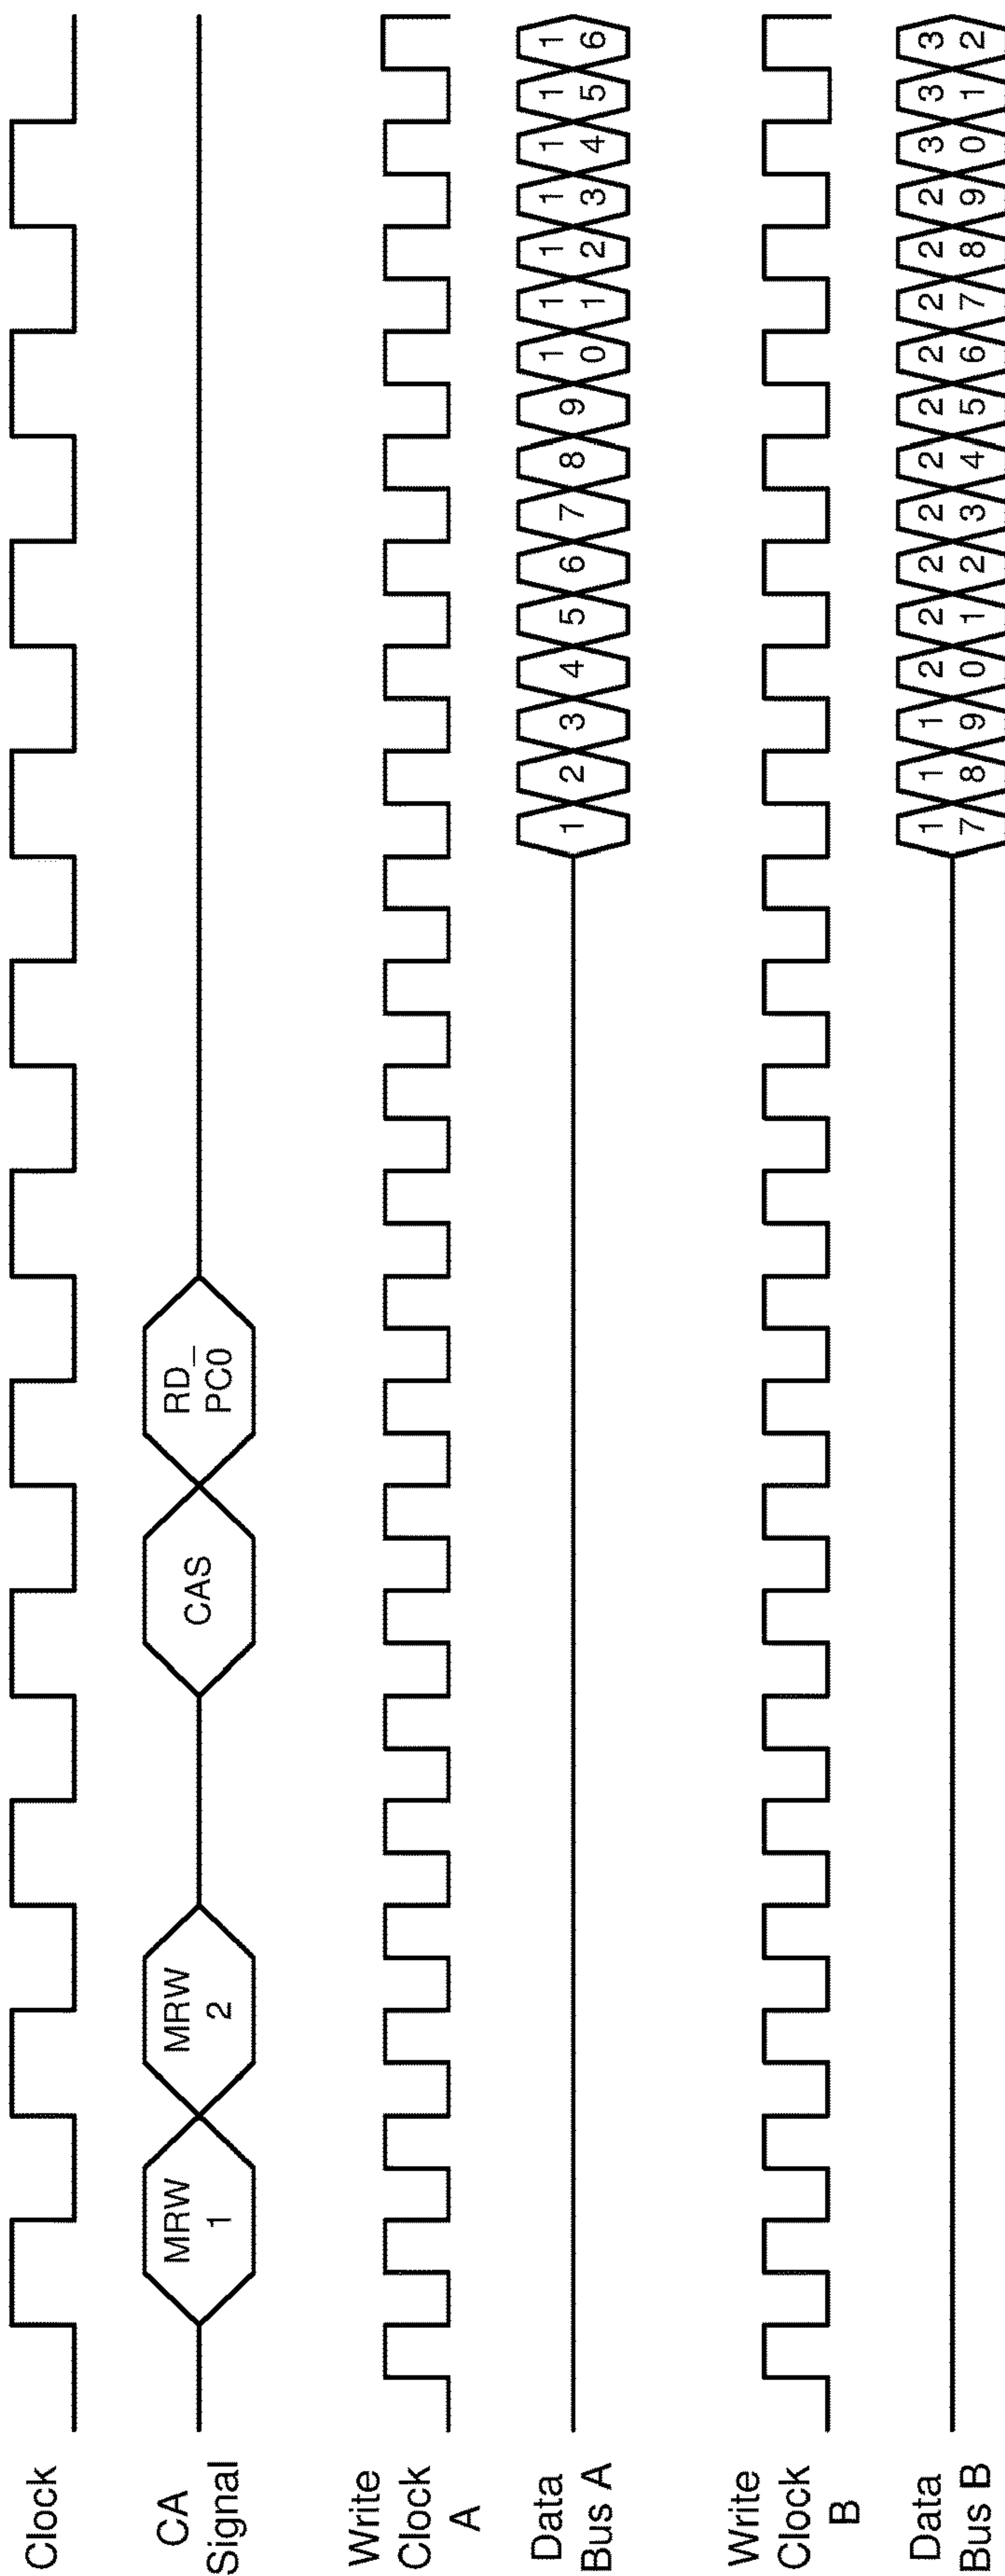 Clock
CA
Signal
MRW
1
MRW
2
CAS
RD_
PC0
Write
Clock
A
Data
Bus A
1 2 3 4 5 6 7 8 9 10 11 12 13 14 15 16
Write
Clock
B
Data
Bus B
17 18 19 20 21 22 23 24 25 26 27 28 29 30 31 32